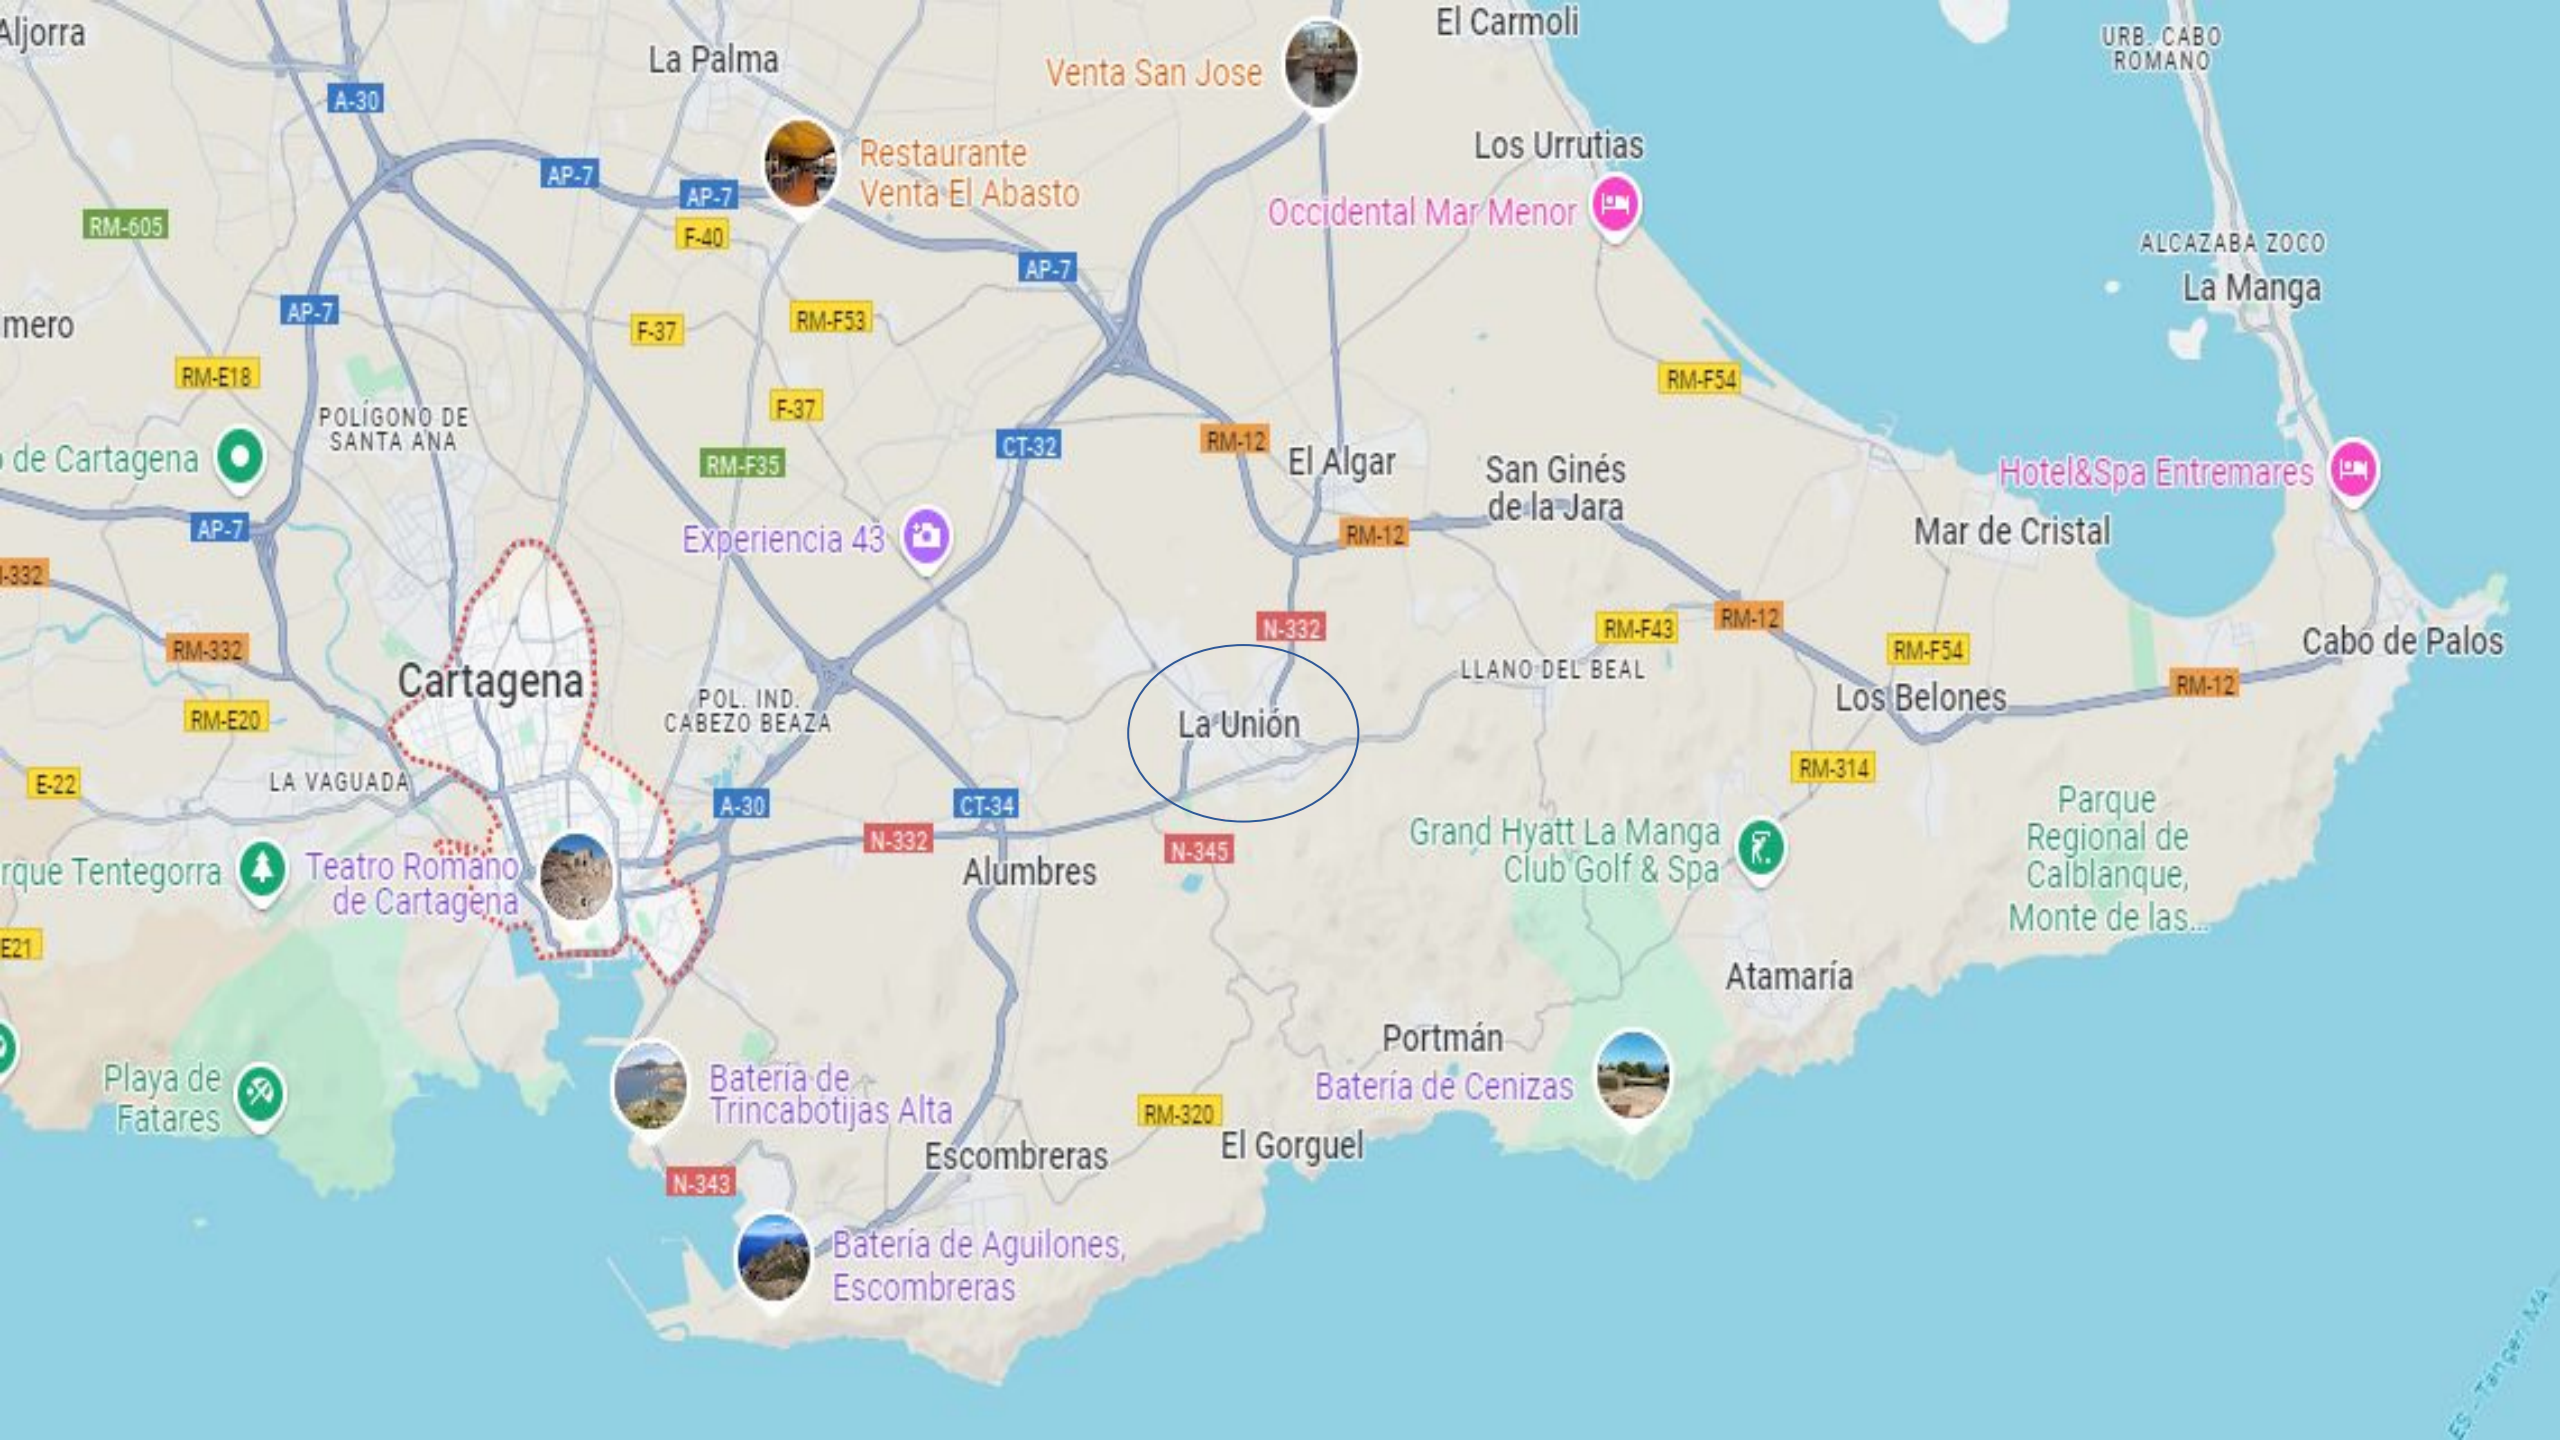 Aljorra
El Carmoli
URB. CABO
ROMANO
La Palma
Venta San Jose
A-30
Los Urrutias
Restaurante
Venta El Abasto
AP-7
AP-7
RM-605
F-40
Occidental Mar Menor
ALCAZABA ZOCO
La Manga
AP-7
AP-7
mero
F-37
RM-F53
RM-E18
RM-F54
F-37
POLÍGONO DE
SANTA ANA
CT-32
RM-12
El Algar
RM-F35
San Ginés
de la Jara
o de Cartagena
Hotel&Spa Entremares
AP-7
Experiencia 43
RM-12
Mar de Cristal
-332
N-332
RM-12
RM-F43
RM-332
Cartagena
LLANO DEL BEAL
RM-F54
Cabo de Palos
RM-12
RM-E20
POL. IND.
CABEZO BEAZA
La Unión
Los Belones
E-22
LA VAGUADA
A-30
CT-34
RM-314
N-332
N-345
Grand Hyatt La Manga
Club Golf & Spa
Parque
Regional de
Calblanque,
Monte de las...
rque Tentegorra
Teatro Romano
de Cartagena
Alumbres
E21
Atamaría
Portmán
Playa de
Fatares
Batería de
Trincabotijas Alta
Batería de Cenizas
RM-320
Escombreras
El Gorguel
N-343
Batería de Aguilones,
Escombreras
ES - Tánger, MA